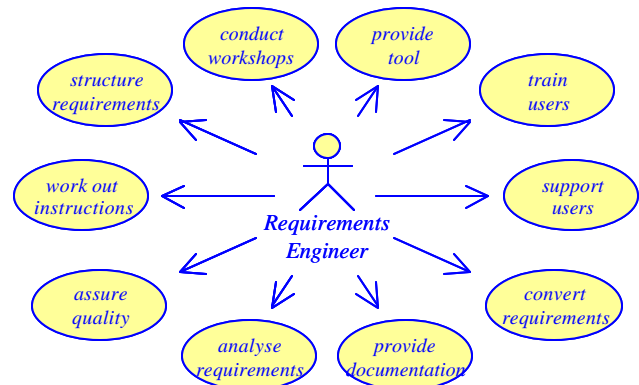 conduct
workshops
provide
tool
structure
requirements
train
users
work out
instructions
support
users
Requirements
Engineer
assure
quality
convert
requirements
analyse
requirements
provide
documentation